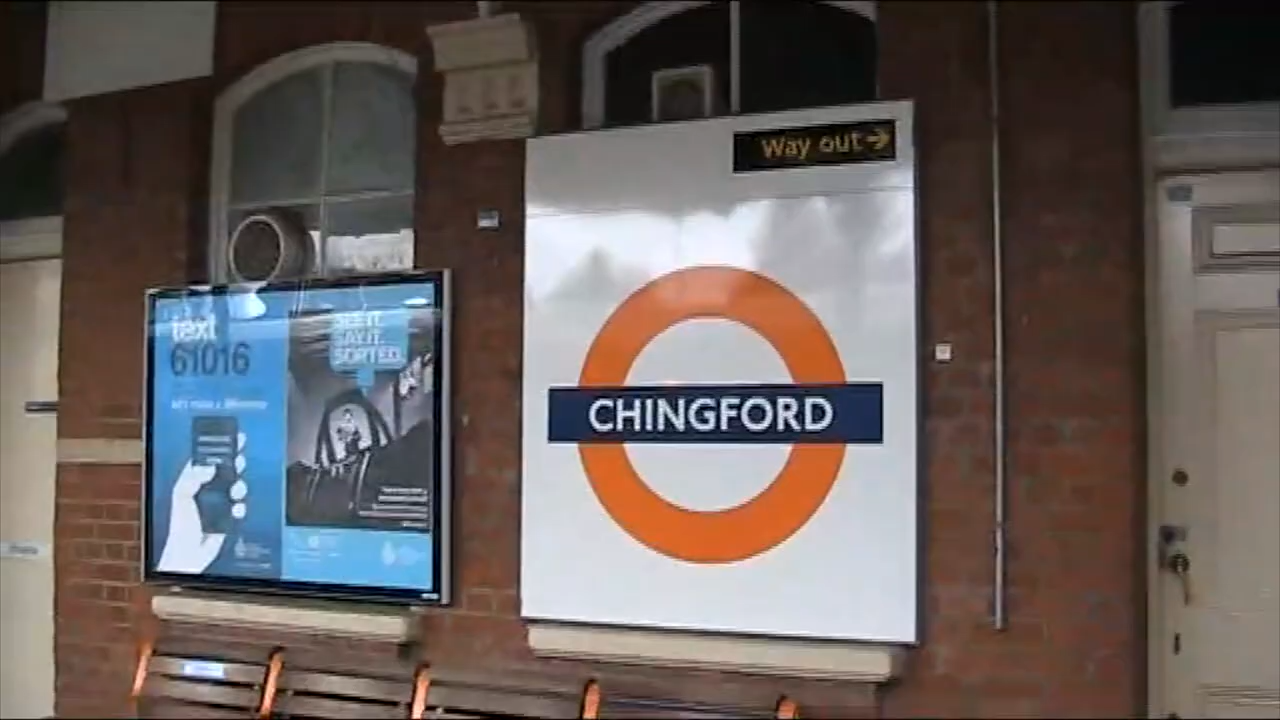 text
61016
SEE IT.
SAY IT.
SORTED.
Way out →
CHINGFORD